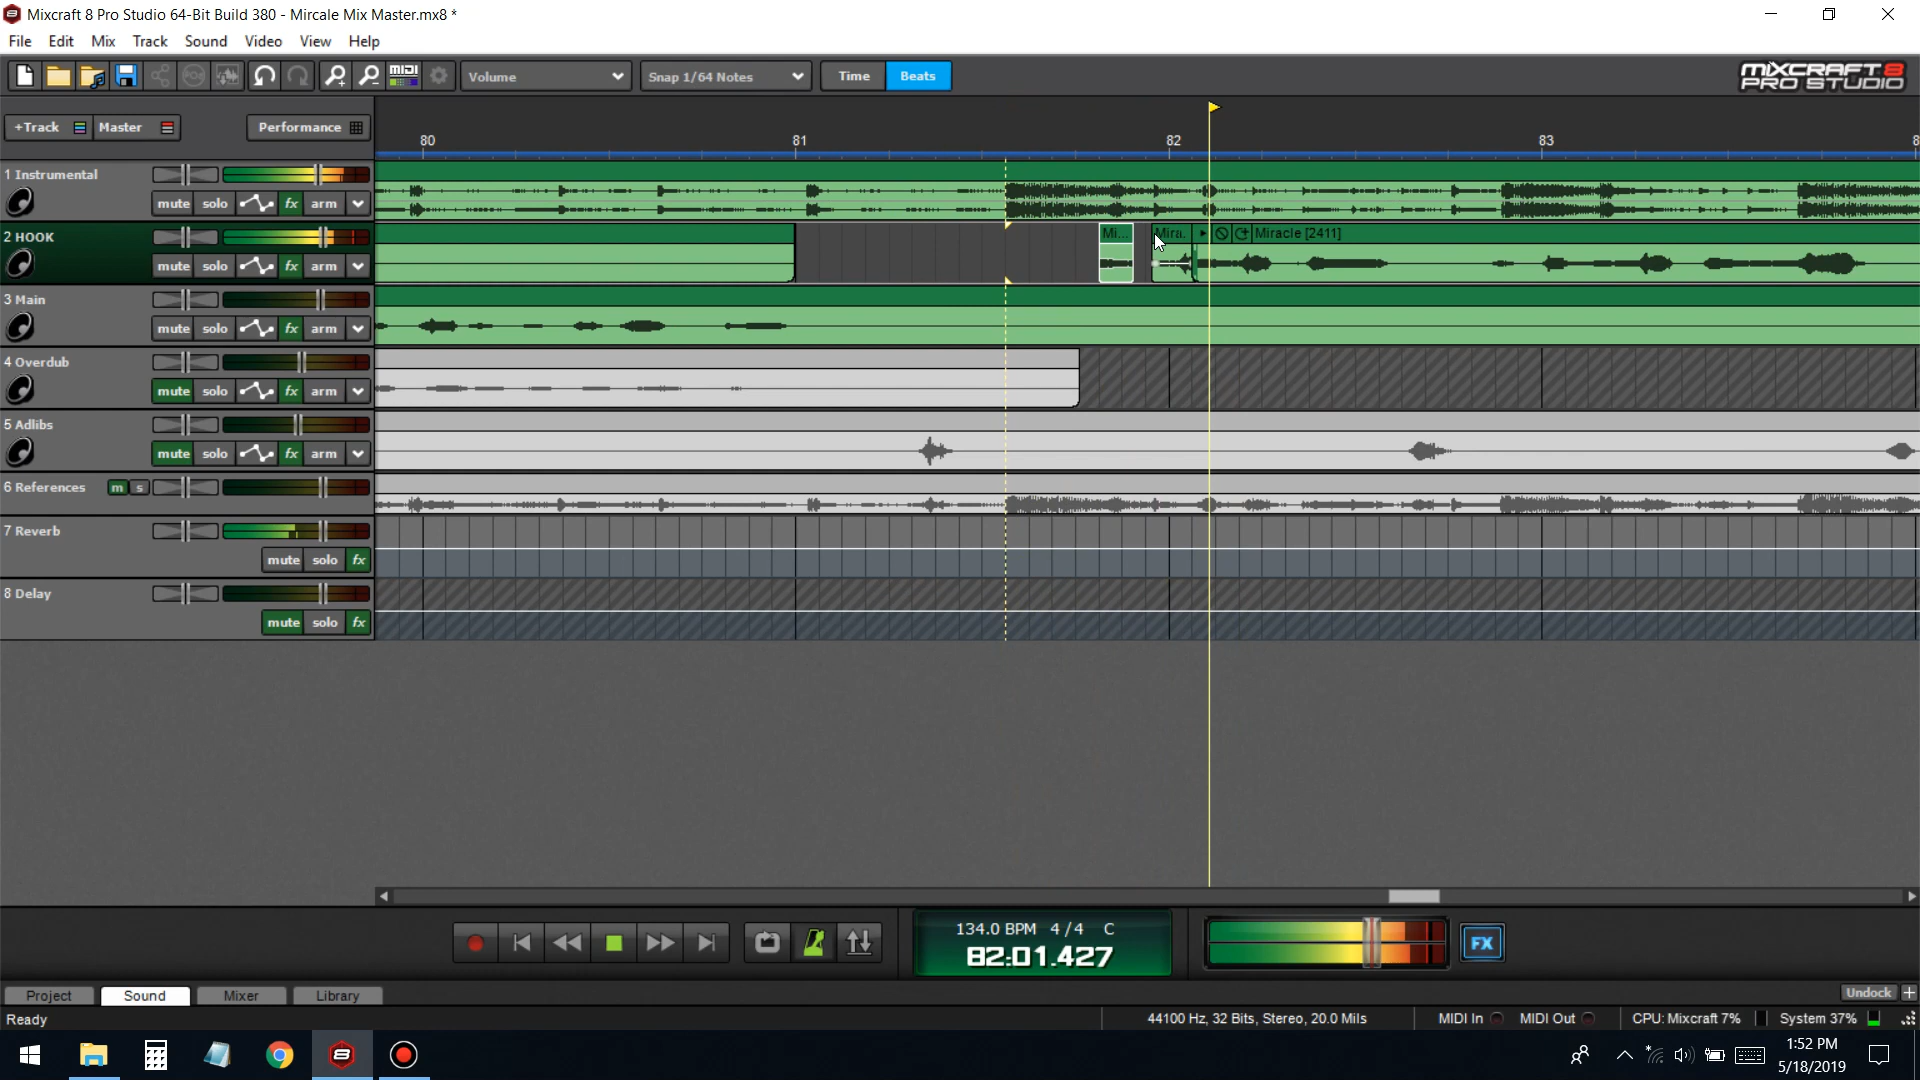 Mixcraft 8 Pro Studio 64-Bit Build 380 - Mircale Mix Master.mx8 *
File Edit Mix Track Sound Video View Help
MIDI Volume Snap 1/64 Notes Time Beats MIXCRAFT 8 PRO STUDIO
+Track Master Performance
80 81 82 83 8
1 Instrumental
mute solo fx arm
2 HOOK Mi... Mira. Miracle [2411]
mute solo fx arm
3 Main
mute solo fx arm
4 Overdub
mute solo fx arm
5 Adlibs
mute solo fx arm
6 References m s
7 Reverb
mute solo fx
8 Delay
mute solo fx
134.0 BPM 4/4 C
82:01.427
FX
Project Sound Mixer Library Undock +
Ready 44100 Hz, 32 Bits, Stereo, 20.0 Mils MIDI In MIDI Out CPU: Mixcraft 7% System 37%
1:52 PM
5/18/2019